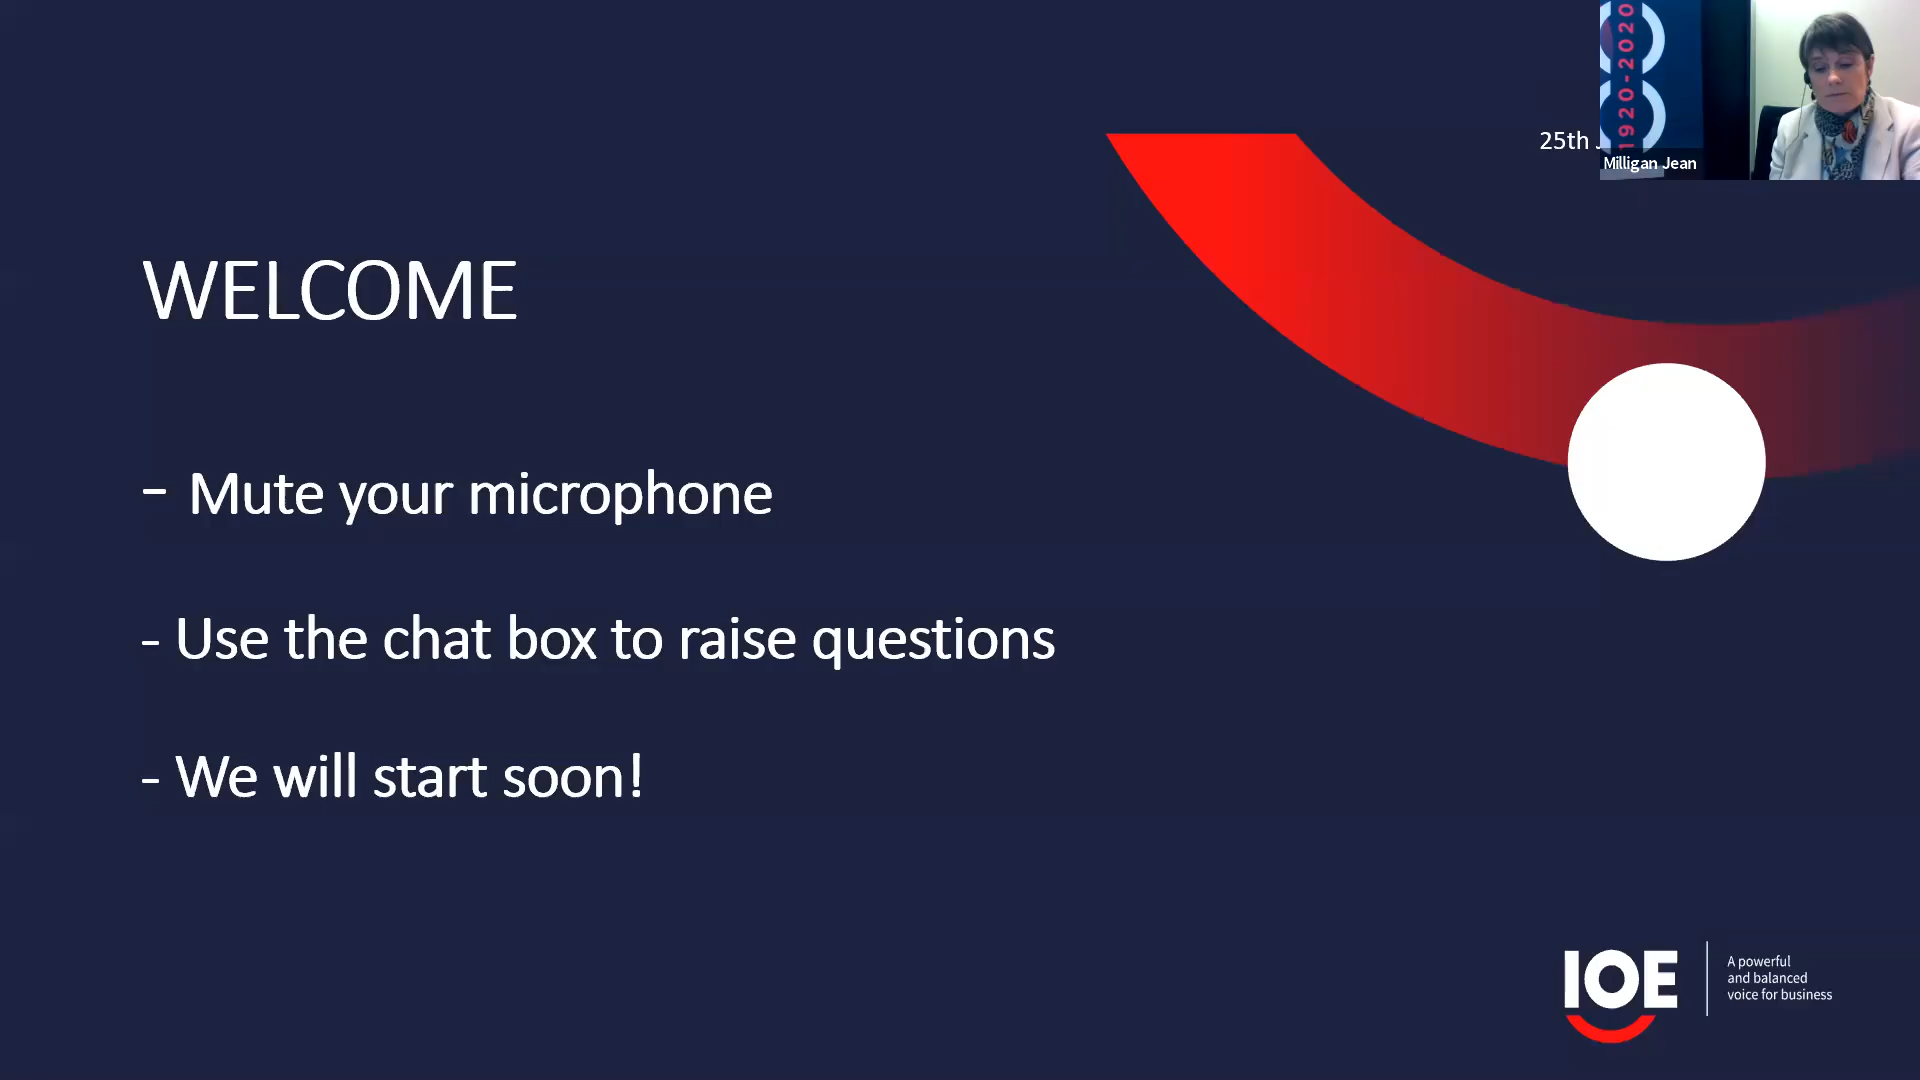 1920-2020
25th
Milligan Jean
WELCOME
- Mute your microphone
- Use the chat box to raise questions
- We will start soon!
IOE
A powerful
and balanced
voice for business